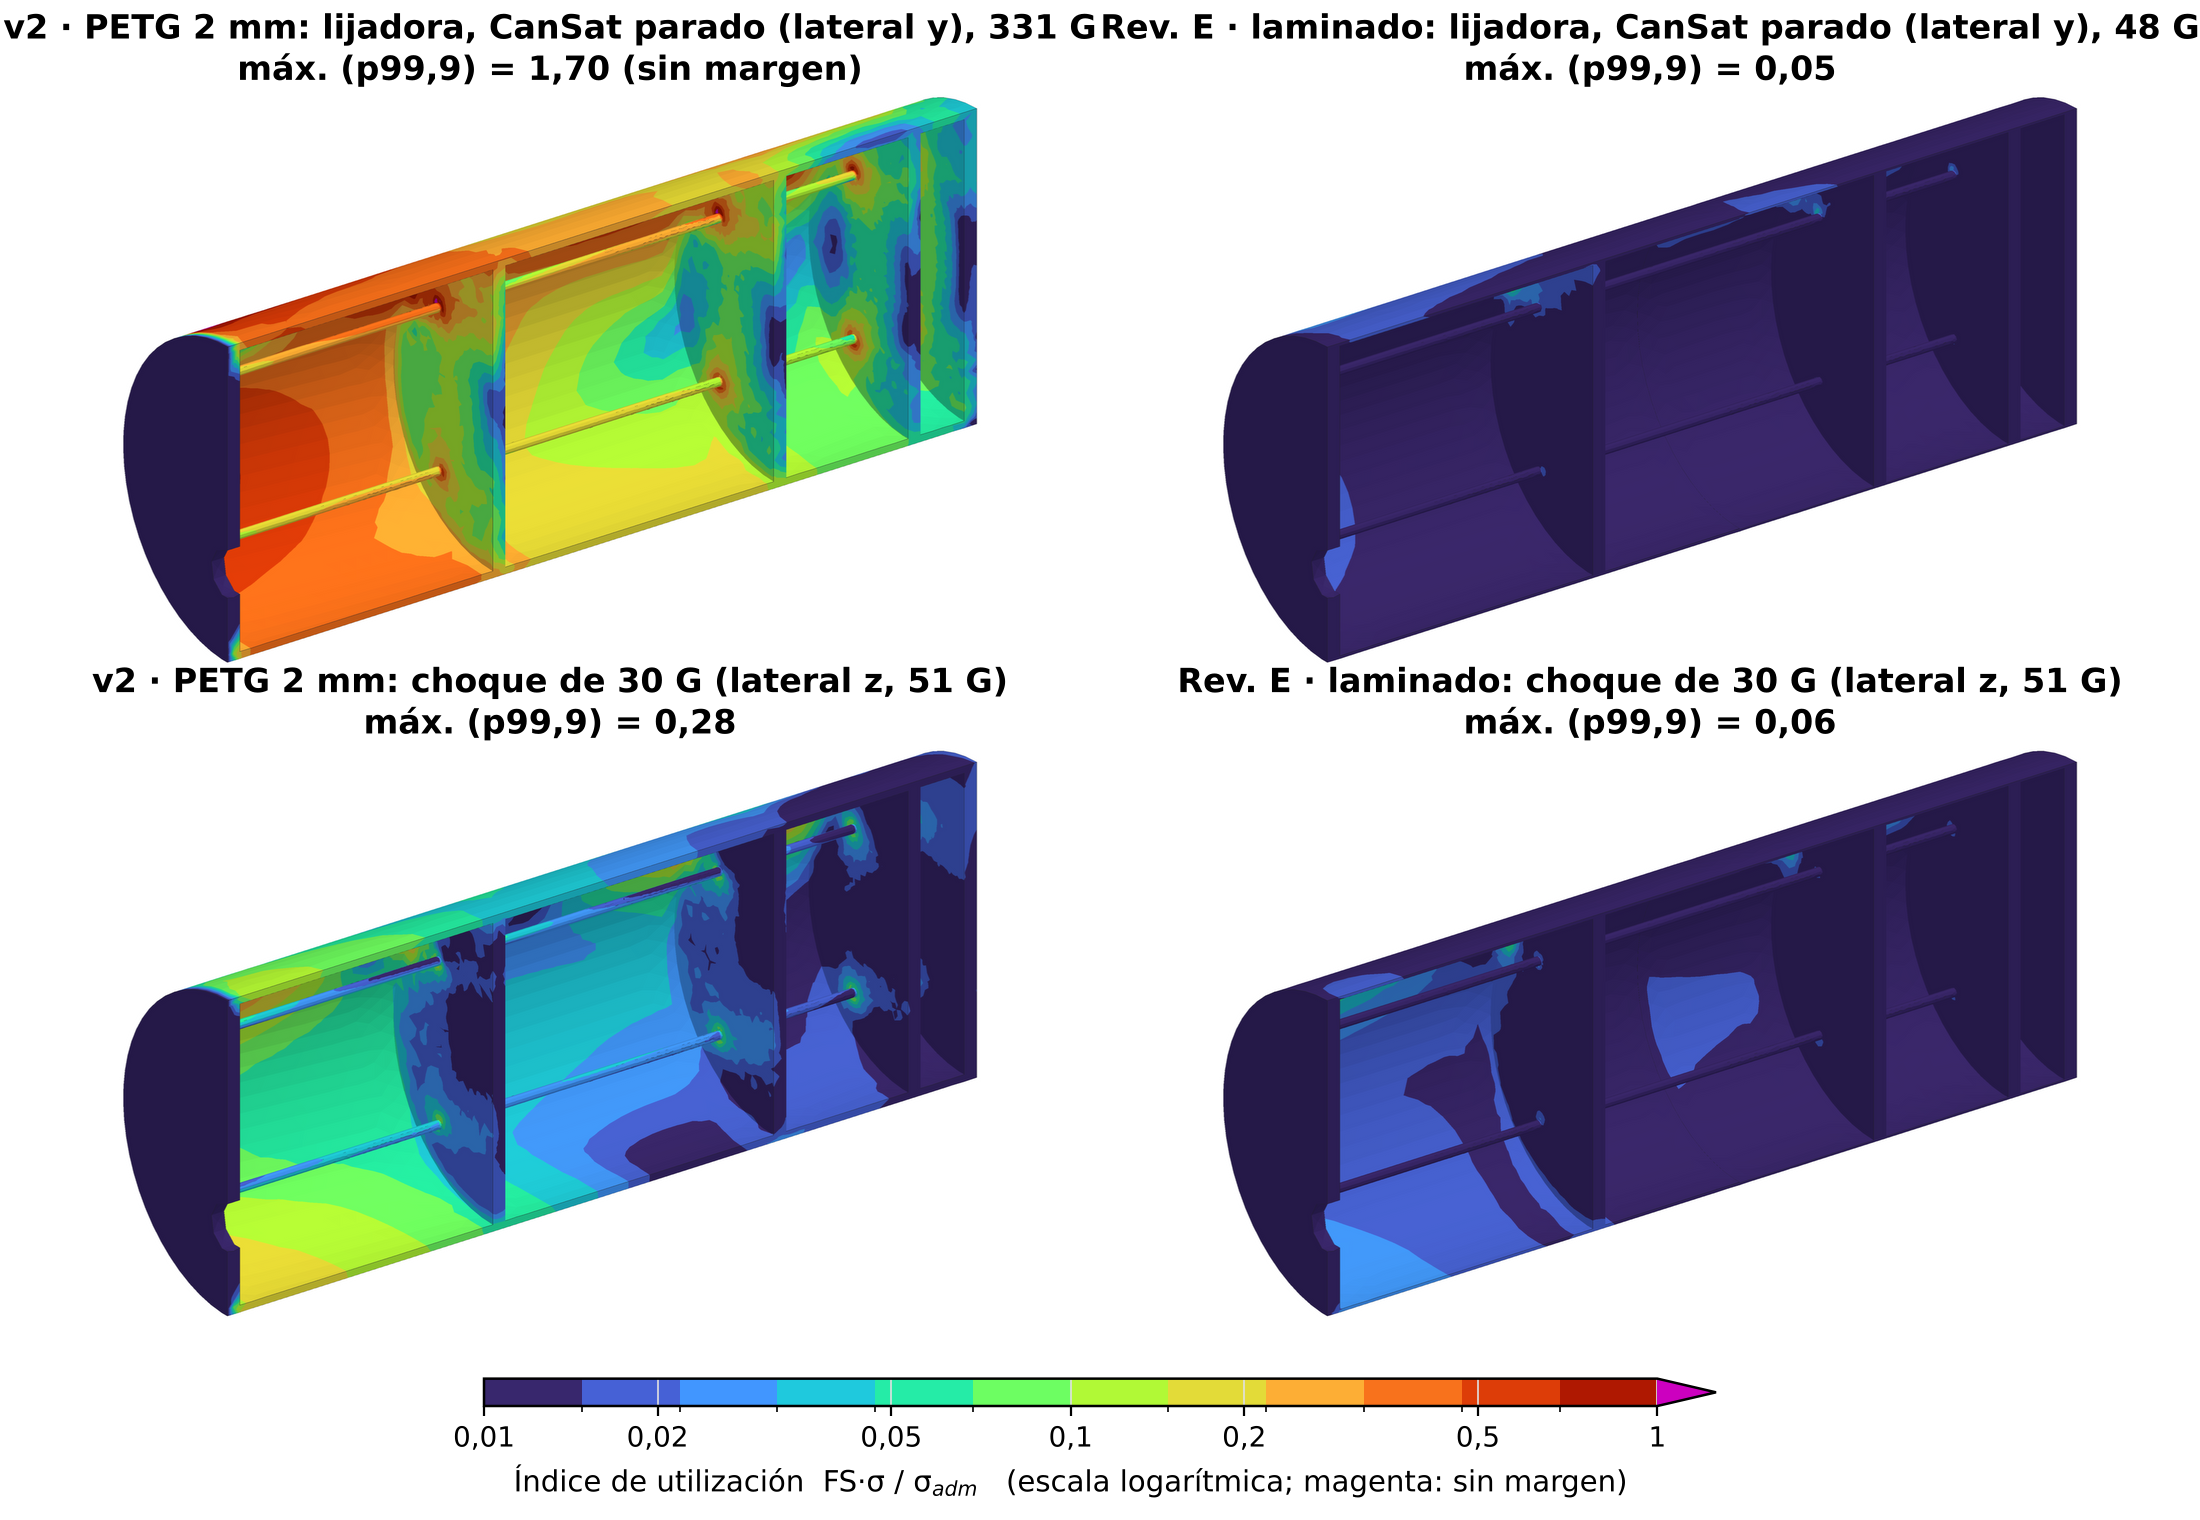 v2 · PETG 2 mm: lijadora, CanSat parado (lateral y), 331 G
máx. (p99,9) = 1,70 (sin margen)
Rev. E · laminado: lijadora, CanSat parado (lateral y), 48 G
máx. (p99,9) = 0,05
v2 · PETG 2 mm: choque de 30 G (lateral z, 51 G)
máx. (p99,9) = 0,28
Rev. E · laminado: choque de 30 G (lateral z, 51 G)
máx. (p99,9) = 0,06
0,01 0,02 0,05 0,1 0,2 0,5 1
Índice de utilización FS·σ / σadm (escala logarítmica; magenta: sin margen)